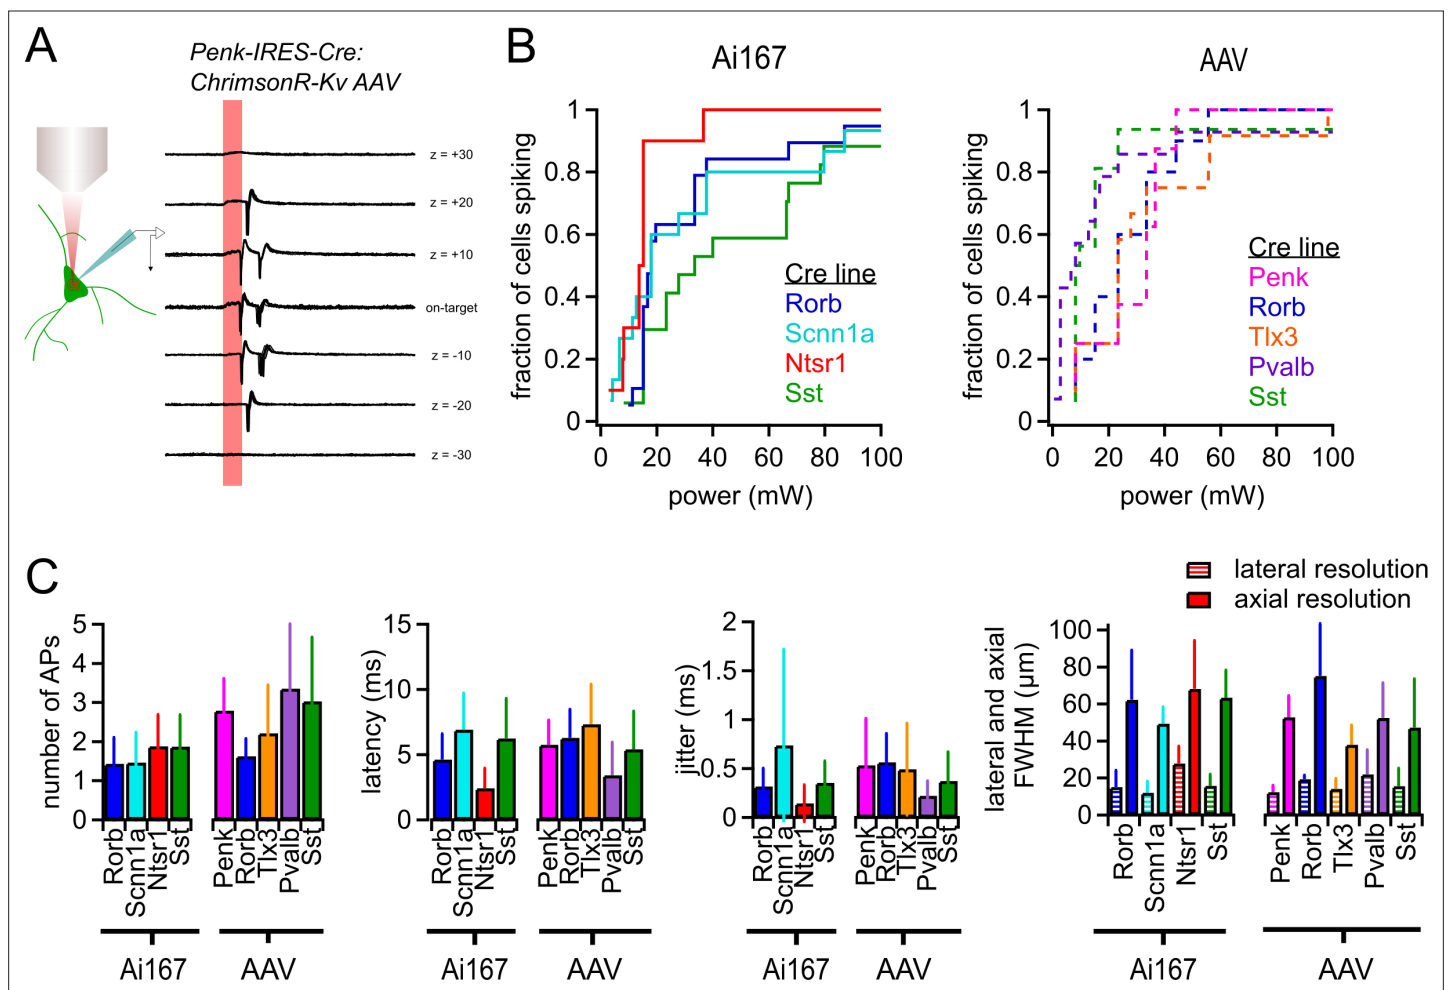 A
Penk-IRES-Cre:
ChrimsonR-Kv AAV
z = +30
z = +20
z = +10
on-target
z = -10
z = -20
z = -30
B
Ai167
fraction of cells spiking
1
0.8
0.6
0.4
0.2
0
0 20 40 60 80 100
power (mW)
Cre line
Rorb
Scnn1a
Ntsr1
Sst
AAV
fraction of cells spiking
1
0.8
0.6
0.4
0.2
0
0 20 40 60 80 100
power (mW)
Cre line
Penk
Rorb
Tlx3
Pvalb
Sst
C
lateral resolution
axial resolution
number of APs
5
4
3
2
1
0
Rorb
Scnn1a
Ntsr1
Sst
Penk
Rorb
Tlx3
Pvalb
Sst
Ai167
AAV
latency (ms)
15
10
5
0
Rorb
Scnn1a
Ntsr1
Sst
Penk
Rorb
Tlx3
Pvalb
Sst
Ai167
AAV
jitter (ms)
2
1.5
1
0.5
0
Rorb
Scnn1a
Ntsr1
Sst
Penk
Rorb
Tlx3
Pvalb
Sst
Ai167
AAV
lateral and axial
FWHM (μm)
100
80
60
40
20
0
Rorb
Scnn1a
Ntsr1
Sst
Penk
Rorb
Tlx3
Pvalb
Sst
Ai167
AAV